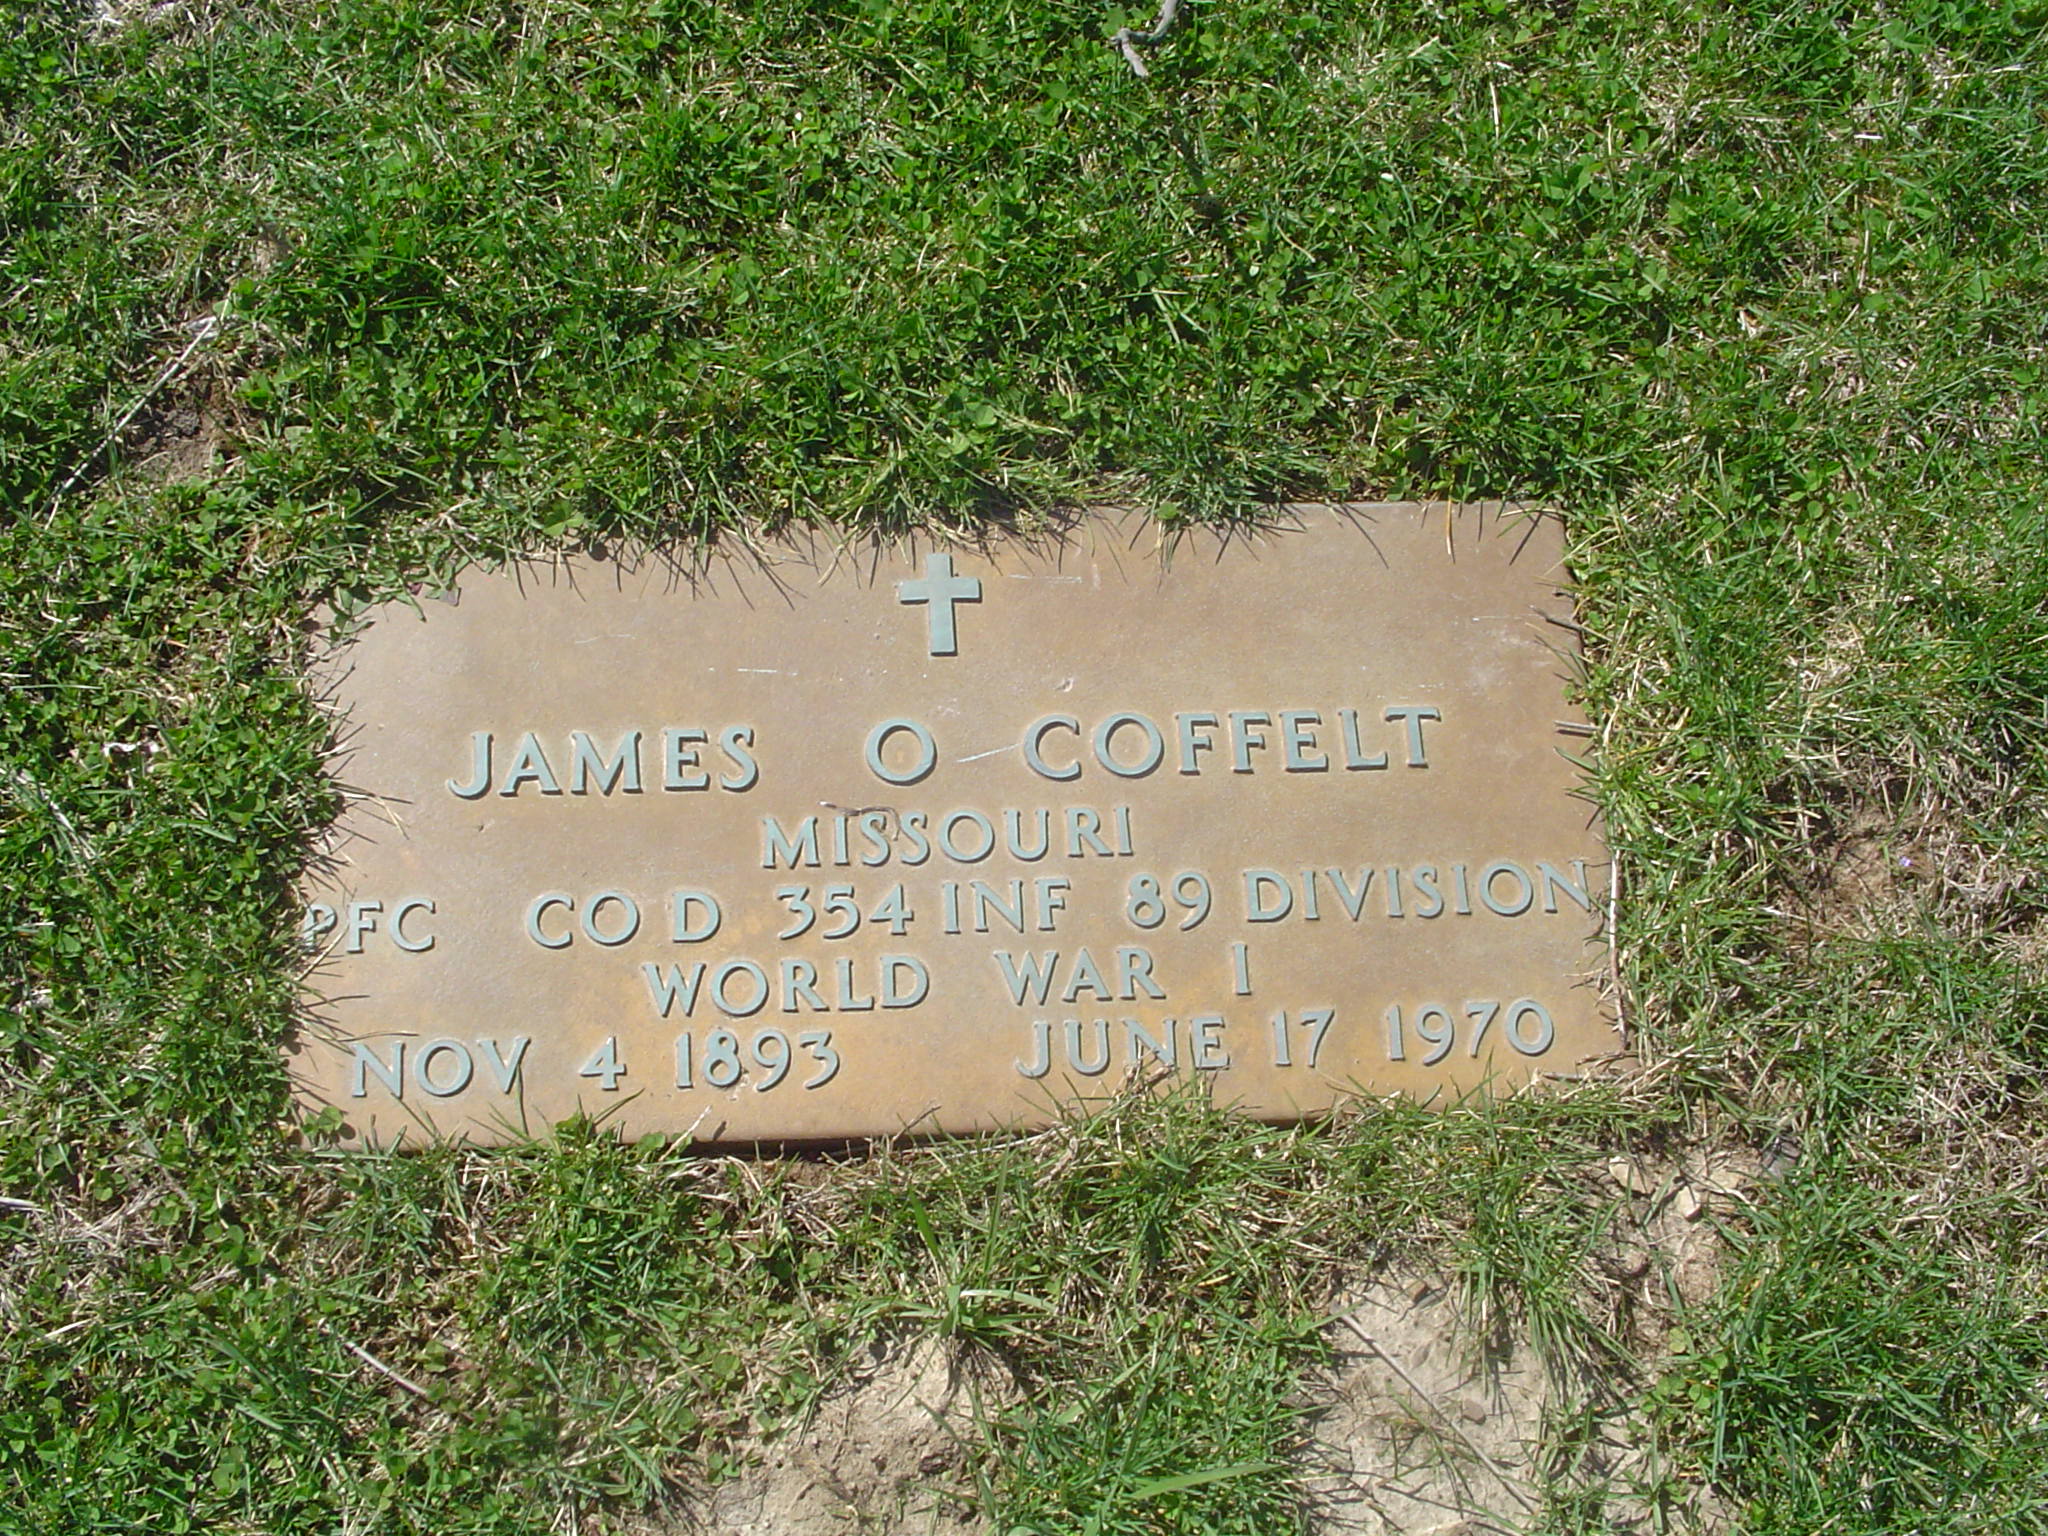 JAMES O COFFELT
MISSOURI
PFC CO D 354 INF 89 DIVISION
WORLD WAR I
NOV 4 1893 JUNE 17 1970